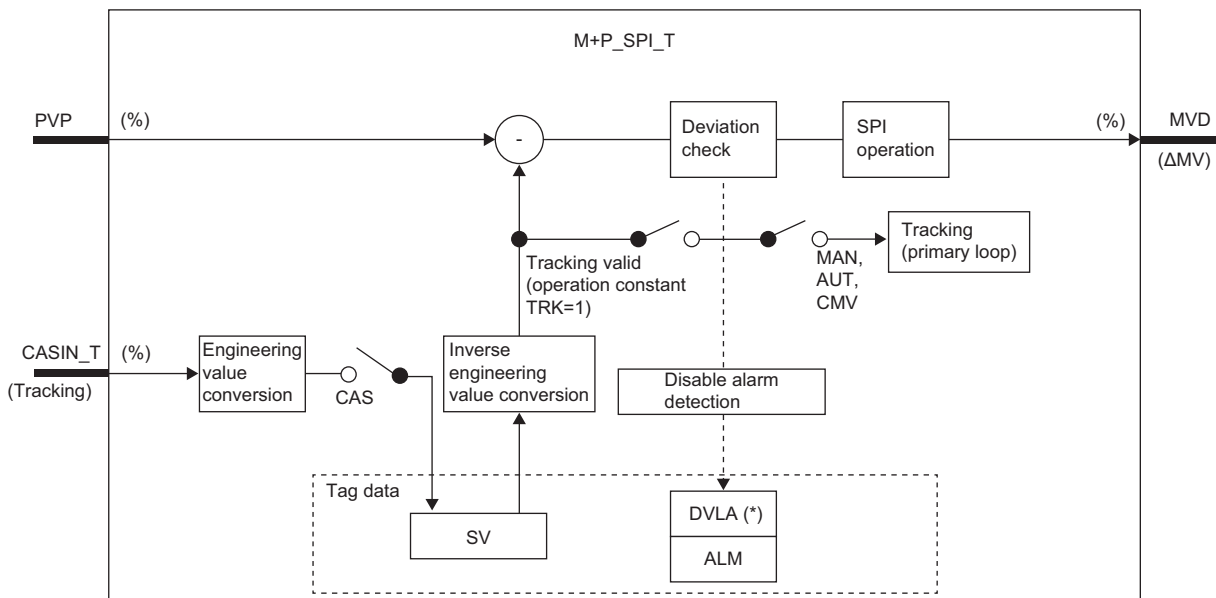 M+P_SPI_T
PVP
(%)
-
Deviation
check
SPI
operation
(%)
MVD
(ΔMV)
Tracking valid
(operation constant
TRK=1)
MAN,
AUT,
CMV
Tracking
(primary loop)
CASIN_T
(Tracking)
(%)
Engineering
value
conversion
CAS
Inverse
engineering
value conversion
Disable alarm
detection
Tag data
SV
DVLA (*)
ALM